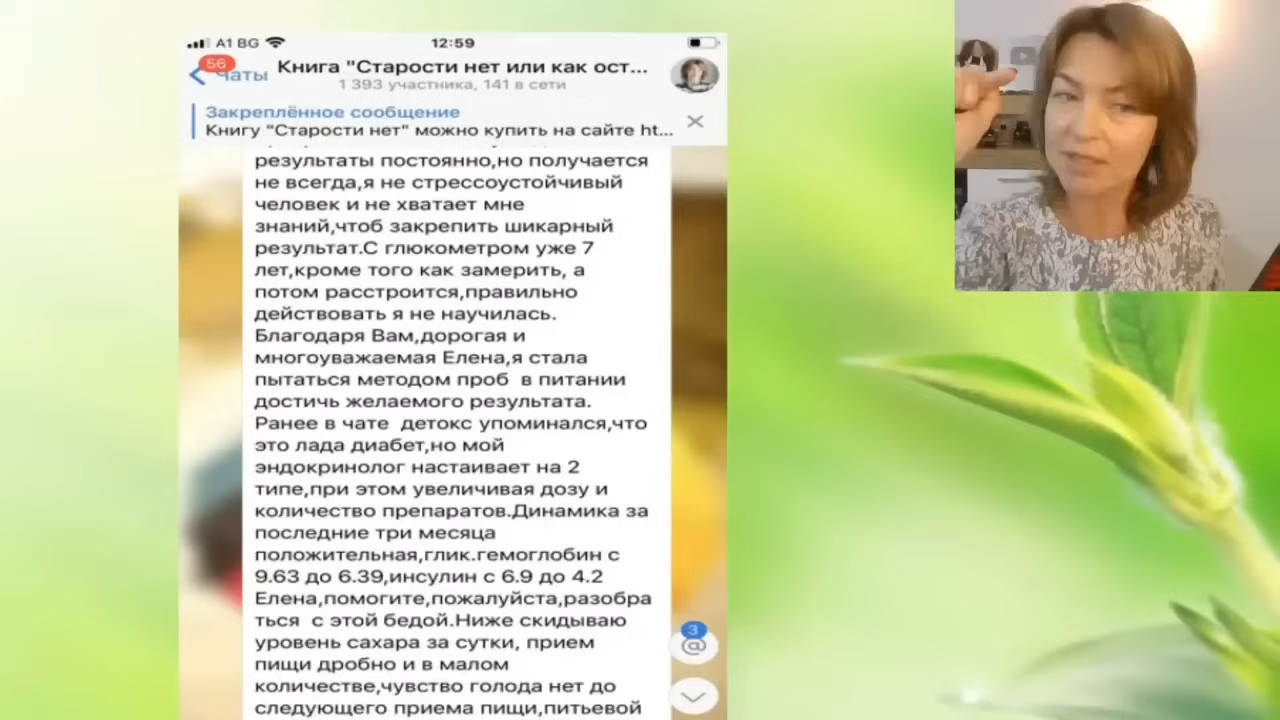 A1 BG
12:59
56
Чаты
Книга "Старости нет или как ост...
1 393 участника, 141 в сети
Закреплённое сообщение
Книгу "Старости нет" можно купить на сайте ht...
результаты постоянно,но получается
не всегда,я не стрессоустойчивый
человек и не хватает мне
знаний,чтоб закрепить шикарный
результат.С глюкометром уже 7
лет,кроме того как замерить, а
потом расстроится,правильно
действовать я не научилась.
Благодаря Вам,дорогая и
многоуважаемая Елена,я стала
пытаться методом проб в питании
достичь желаемого результата.
Ранее в чате детокс упоминался,что
это лада диабет,но мой
эндокринолог настаивает на 2
типе,при этом увеличивая дозу и
количество препаратов.Динамика за
последние три месяца
положительная,глик.гемоглобин с
9.63 до 6.39,инсулин с 6.9 до 4.2
Елена,помогите,пожалуйста,разобра
ться с этой бедой.Ниже скидываю
уровень сахара за сутки, прием
пищи дробно и в малом
количестве,чувство голода нет до
следующего приема пищи,питьевой
3
@